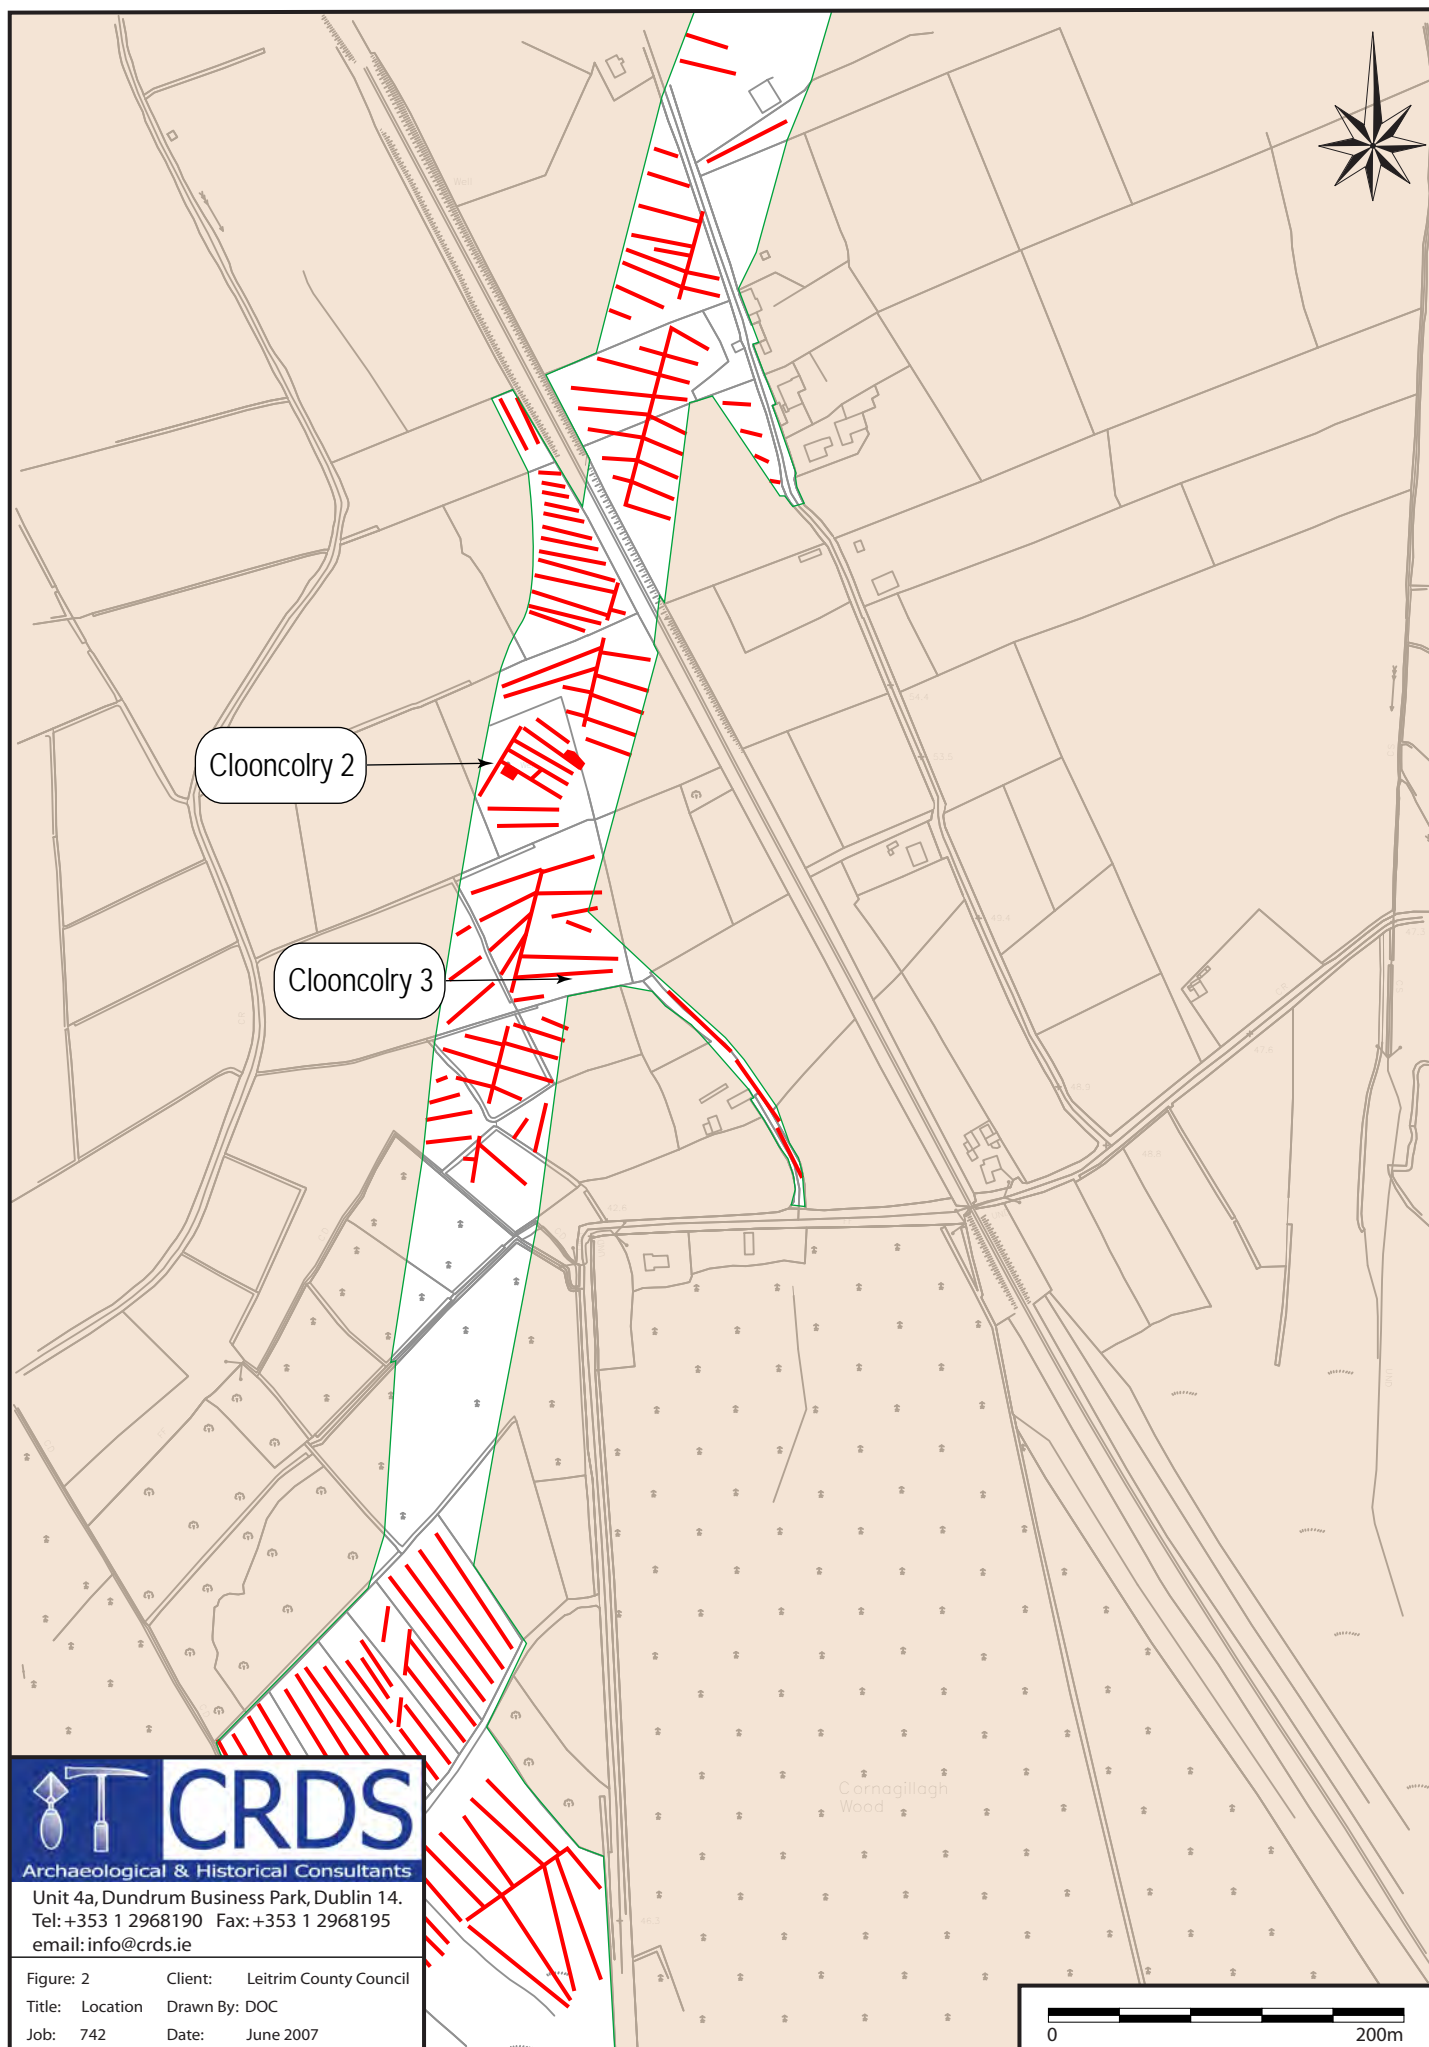 Well
Clooncolry 2
Clooncolry 3
Cornagillagh
Wood
CRDS
Archaeological & Historical Consultants
Unit 4a, Dundrum Business Park, Dublin 14.
Tel: +353 1 2968190 Fax: +353 1 2968195
email: info@crds.ie
Figure: 2 Client: Leitrim County Council
Title: Location Drawn By: DOC
Job: 742 Date: June 2007
0 200m